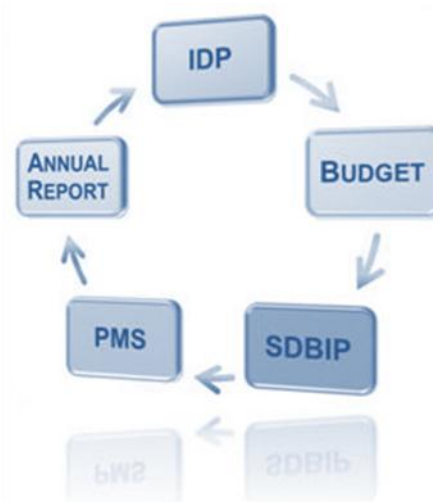 IDP
BUDGET
SDBIP
PMS
ANNUAL
REPORT